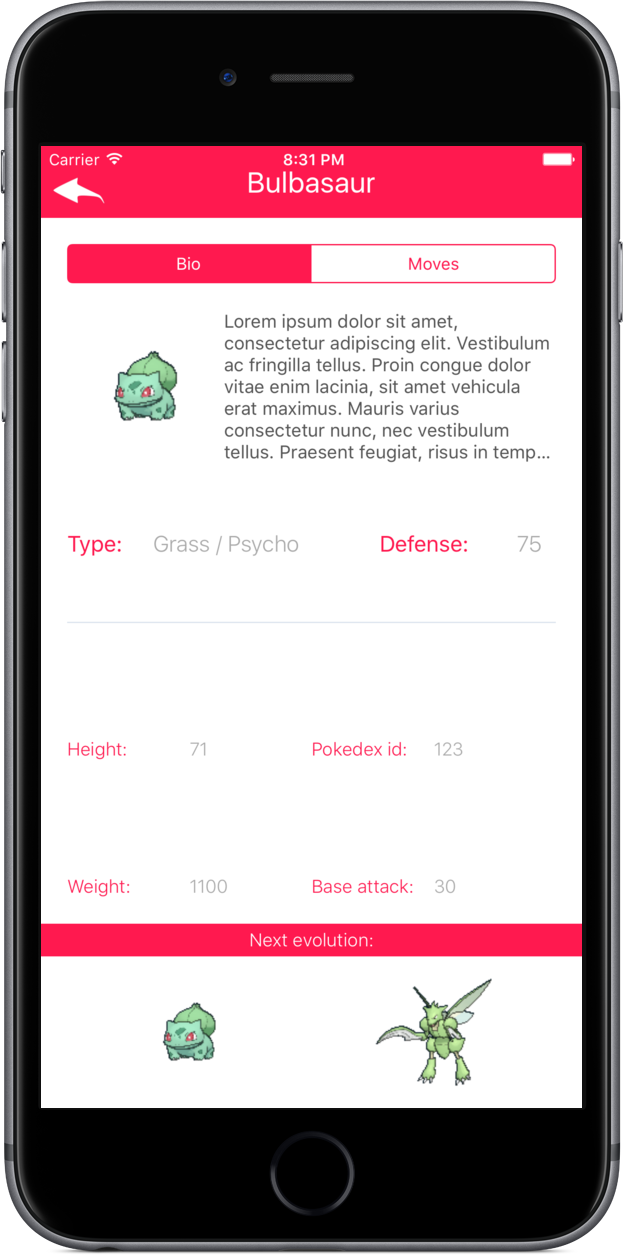 Carrier 8:31 PM
Bulbasaur
Bio Moves
Lorem ipsum dolor sit amet,
consectetur adipiscing elit. Vestibulum
ac fringilla tellus. Proin congue dolor
vitae enim lacinia, sit amet vehicula
erat maximus. Mauris varius
consectetur nunc, nec vestibulum
tellus. Praesent feugiat, risus in temp...
Type: Grass / Psycho Defense: 75
Height: 71 Pokedex id: 123
Weight: 1100 Base attack: 30
Next evolution: